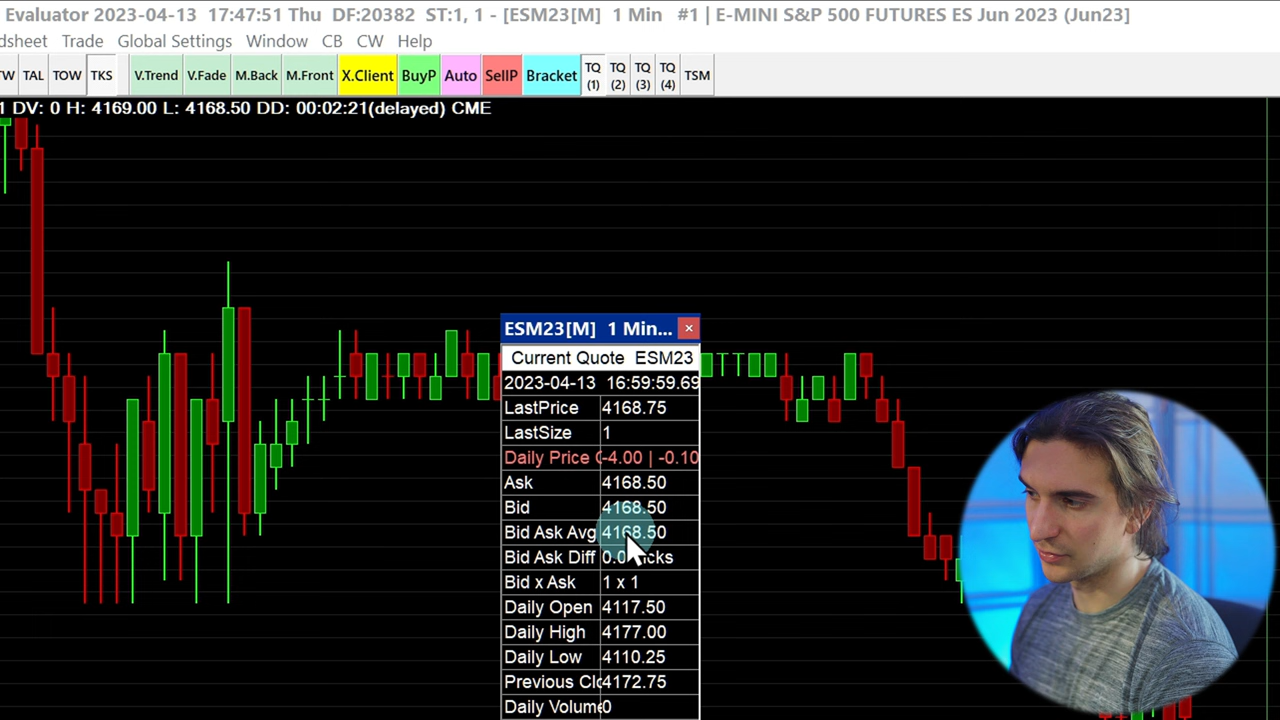 Evaluator 2023-04-13 17:47:51 Thu DF:20382 ST:1, 1 - [ESM23[M] 1 Min #1 | E-MINI S&P 500 FUTURES ES Jun 2023 (Jun23]
dsheet Trade Global Settings Window CB CW Help
TW TAL TOW TKS V.Trend V.Fade M.Back M.Front X.Client BuyP Auto SellP Bracket TQ (1) TQ (2) TQ (3) TQ (4) TSM
1 DV: 0 H: 4169.00 L: 4168.50 DD: 00:02:21(delayed) CME
ESM23[M] 1 Min...
Current Quote ESM23
2023-04-13 16:59:59.69
LastPrice 4168.75
LastSize 1
Daily Price -4.00 | -0.10
Ask 4168.50
Bid 4168.50
Bid Ask Avg 4168.50
Bid Ask Diff
Bid x Ask 1 x 1
Daily Open 4117.50
Daily High 4177.00
Daily Low 4110.25
Previous Clo 4172.75
Daily Volume 0